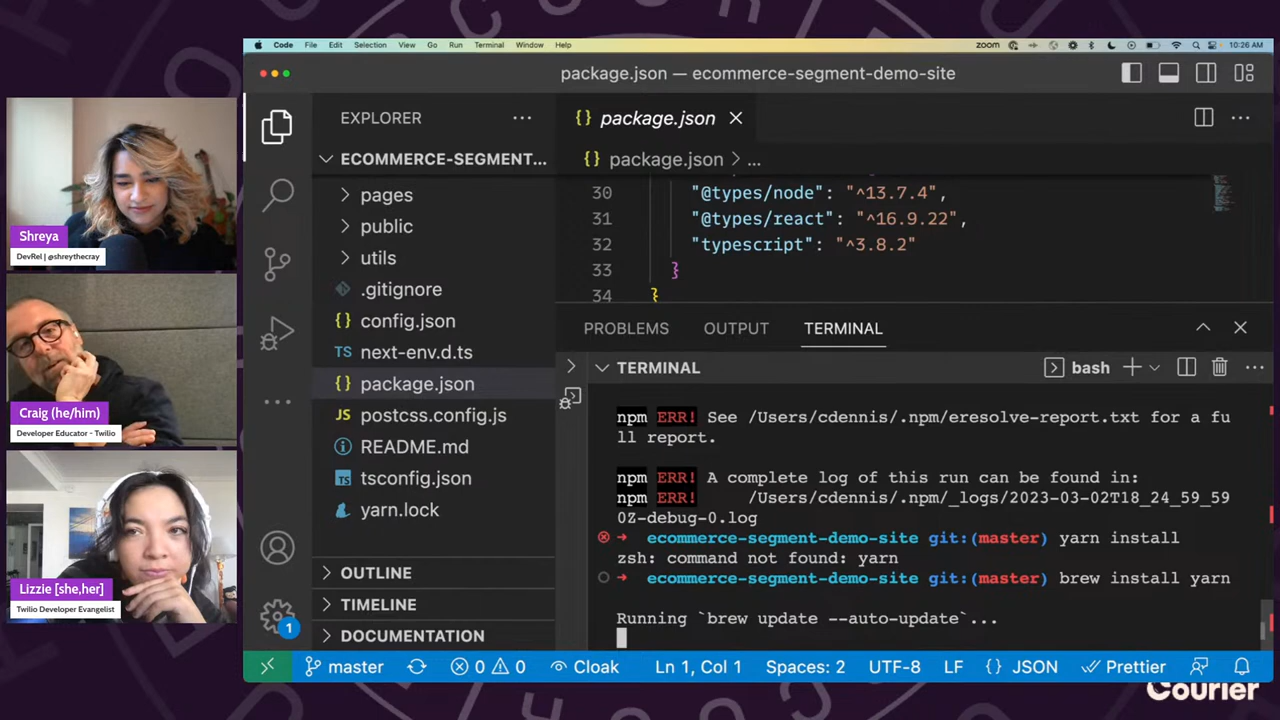 Code File Edit Selection View Go Run Terminal Window Help
zoom
10:26 AM
package.json — ecommerce-segment-demo-site
EXPLORER
ECOMMERCE-SEGMENT...
pages
public
utils
.gitignore
{} config.json
TS next-env.d.ts
{} package.json
JS postcss.config.js
README.md
TS tsconfig.json
yarn.lock
OUTLINE
TIMELINE
DOCUMENTATION
1
{} package.json
{} package.json > ...
30 "@types/node": "^13.7.4",
31 "@types/react": "^16.9.22",
32 "typescript": "^3.8.2"
33 }
34 }
PROBLEMS OUTPUT TERMINAL
TERMINAL
bash
npm ERR! See /Users/cdennis/.npm/eresolve-report.txt for a fu
ll report.
npm ERR! A complete log of this run can be found in:
npm ERR! /Users/cdennis/.npm/_logs/2023-03-02T18_24_59_59
0Z-debug-0.log
ecommerce-segment-demo-site git:(master) yarn install
zsh: command not found: yarn
ecommerce-segment-demo-site git:(master) brew install yarn
Running `brew update --auto-update`...
master 0 0 Cloak Ln 1, Col 1 Spaces: 2 UTF-8 LF {} JSON Prettier
Shreya
DevRel | @shreythecray
Craig (he/him)
Developer Educator - Twilio
Lizzie [she,her]
Twilio Developer Evangelist
Courier